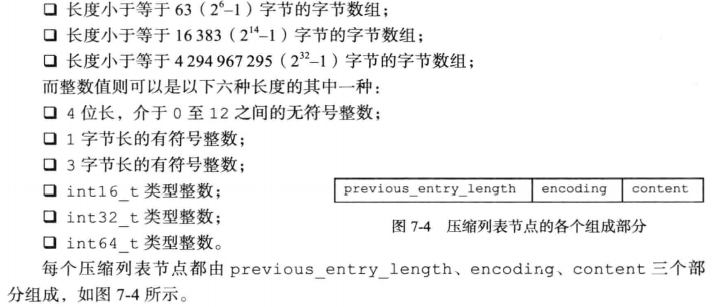 ❑ 长度小于等于 63（2⁶–1）字节的字节数组；
❑ 长度小于等于 16 383（2¹⁴–1）字节的字节数组；
❑ 长度小于等于 4 294 967 295（2³²–1）字节的字节数组；
而整数值则可以是以下六种长度的其中一种：
❑ 4 位长，介于 0 至 12 之间的无符号整数；
❑ 1 字节长的有符号整数；
❑ 3 字节长的有符号整数；
❑ int16_t 类型整数；
❑ int32_t 类型整数；
❑ int64_t 类型整数。
previous_entry_length encoding content
图 7-4 压缩列表节点的各个组成部分
每个压缩列表节点都由 previous_entry_length、encoding、content 三个部
分组成，如图 7-4 所示。